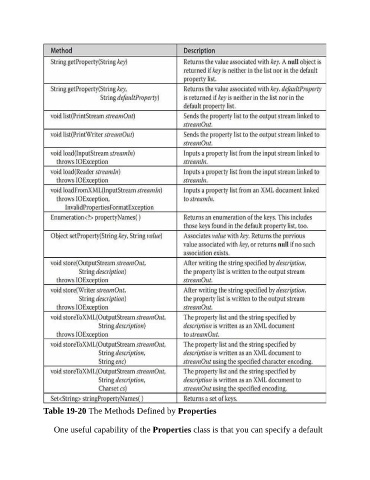 Method Description
String getProperty(String key) Returns the value associated with key. A null object is
returned if key is neither in the list nor in the default
property list.
String getProperty(String key, Returns the value associated with key. defaultProperty
String defaultProperty) is returned if key is neither in the list nor in the
default property list.
void list(PrintStream streamOut) Sends the property list to the output stream linked to
streamOut.
void list(PrintWriter streamOut) Sends the property list to the output stream linked to
streamOut.
void load(InputStream streamIn) Inputs a property list from the input stream linked to
throws IOException streamIn.
void load(Reader streamIn) Inputs a property list from the input stream linked to
throws IOException streamIn.
void loadFromXML(InputStream streamIn) Inputs a property list from an XML document linked
throws IOException, to streamIn.
InvalidPropertiesFormatException
Enumeration<?> propertyNames( ) Returns an enumeration of the keys. This includes
those keys found in the default property list, too.
Object setProperty(String key, String value) Associates value with key. Returns the previous
value associated with key, or returns null if no such
association exists.
void store(OutputStream streamOut, After writing the string specified by description,
String description) the property list is written to the output stream
throws IOException streamOut.
void store(Writer streamOut, After writing the string specified by description,
String description) the property list is written to the output stream
throws IOException streamOut.
void storeToXML(OutputStream streamOut, The property list and the string specified by
String description) description is written as an XML document
throws IOException to streamOut.
void storeToXML(OutputStream streamOut, The property list and the string specified by
String description, description is written as an XML document to
String enc) streamOut using the specified character encoding.
void storeToXML(OutputStream streamOut, The property list and the string specified by
String description, description is written as an XML document to
Charset cs) streamOut using the specified encoding.
Set<String> stringPropertyNames( ) Returns a set of keys.
Table 19-20 The Methods Defined by Properties
One useful capability of the Properties class is that you can specify a default